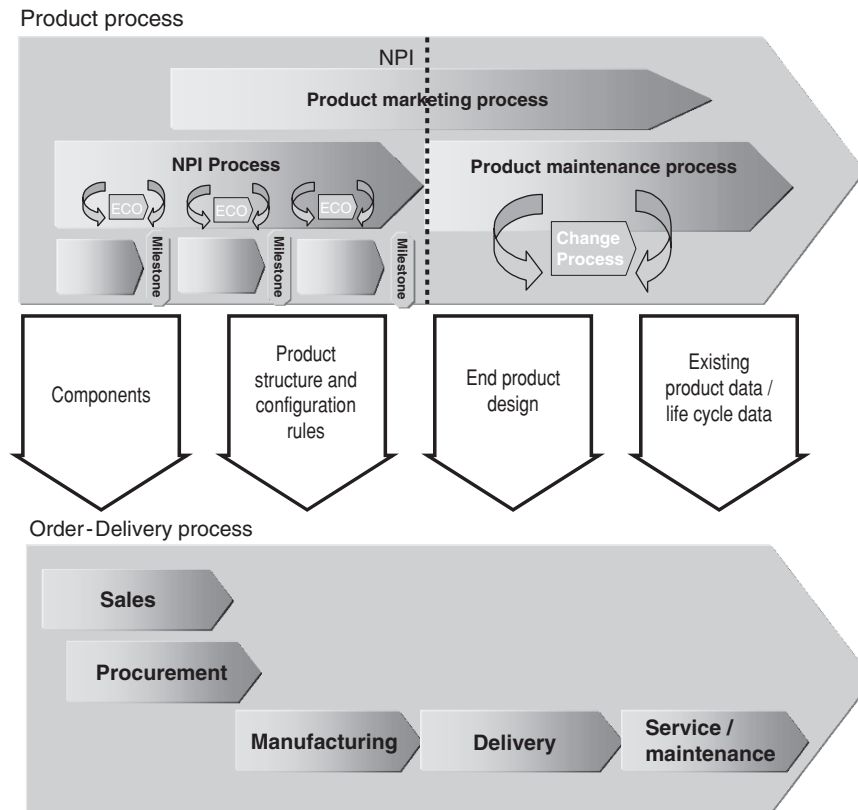 Product process
NPI
Product marketing process
NPI Process
Product maintenance process
ECO
ECO
ECO
Change
Process
Milestone
Milestone
Milestone
Components
Product
structure and
configuration
rules
End product
design
Existing
product data /
life cycle data
Order-Delivery process
Sales
Procurement
Manufacturing
Delivery
Service /
maintenance